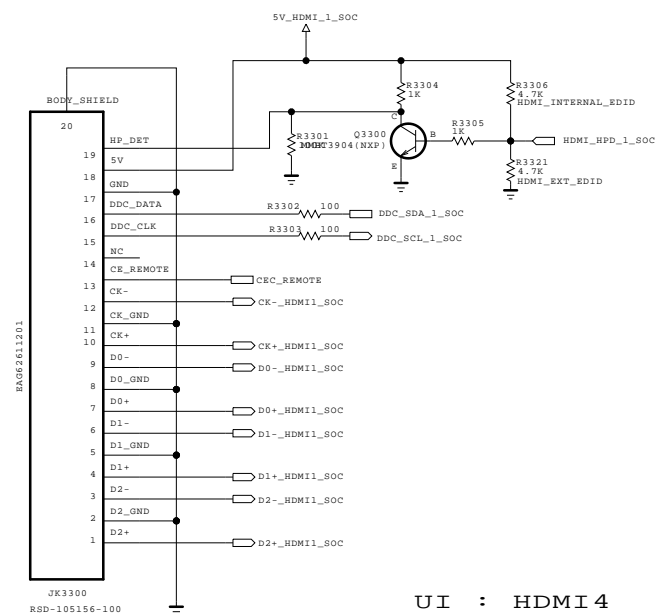 5V_HDMI_1_SOC
BODY_SHIELD
20
R3304
1K
R3306
4.7K
HDMI_INTERNAL_EDID
C
Q3300
MMBT3904(NXP)
B
E
R3301
R3305
1K
HDMI_HPD_1_SOC
R3321
4.7K
HDMI_EXT_EDID
HP_DET
19
5V
18
GND
17
DDC_DATA
R3302
100
DDC_SDA_1_SOC
16
DDC_CLK
R3303
100
DDC_SCL_1_SOC
15
NC
14
CE_REMOTE
CEC_REMOTE
13
CK-
CK-_HDMI1_SOC
12
CK_GND
11
CK+
CK+_HDMI1_SOC
10
D0-
D0-_HDMI1_SOC
9
D0_GND
8
D0+
D0+_HDMI1_SOC
7
D1-
D1-_HDMI1_SOC
6
D1_GND
5
D1+
D1+_HDMI1_SOC
4
D2-
D2-_HDMI1_SOC
3
D2_GND
2
D2+
D2+_HDMI1_SOC
1
EAG62611201
JK3300
RSD-105156-100
UI : HDMI4